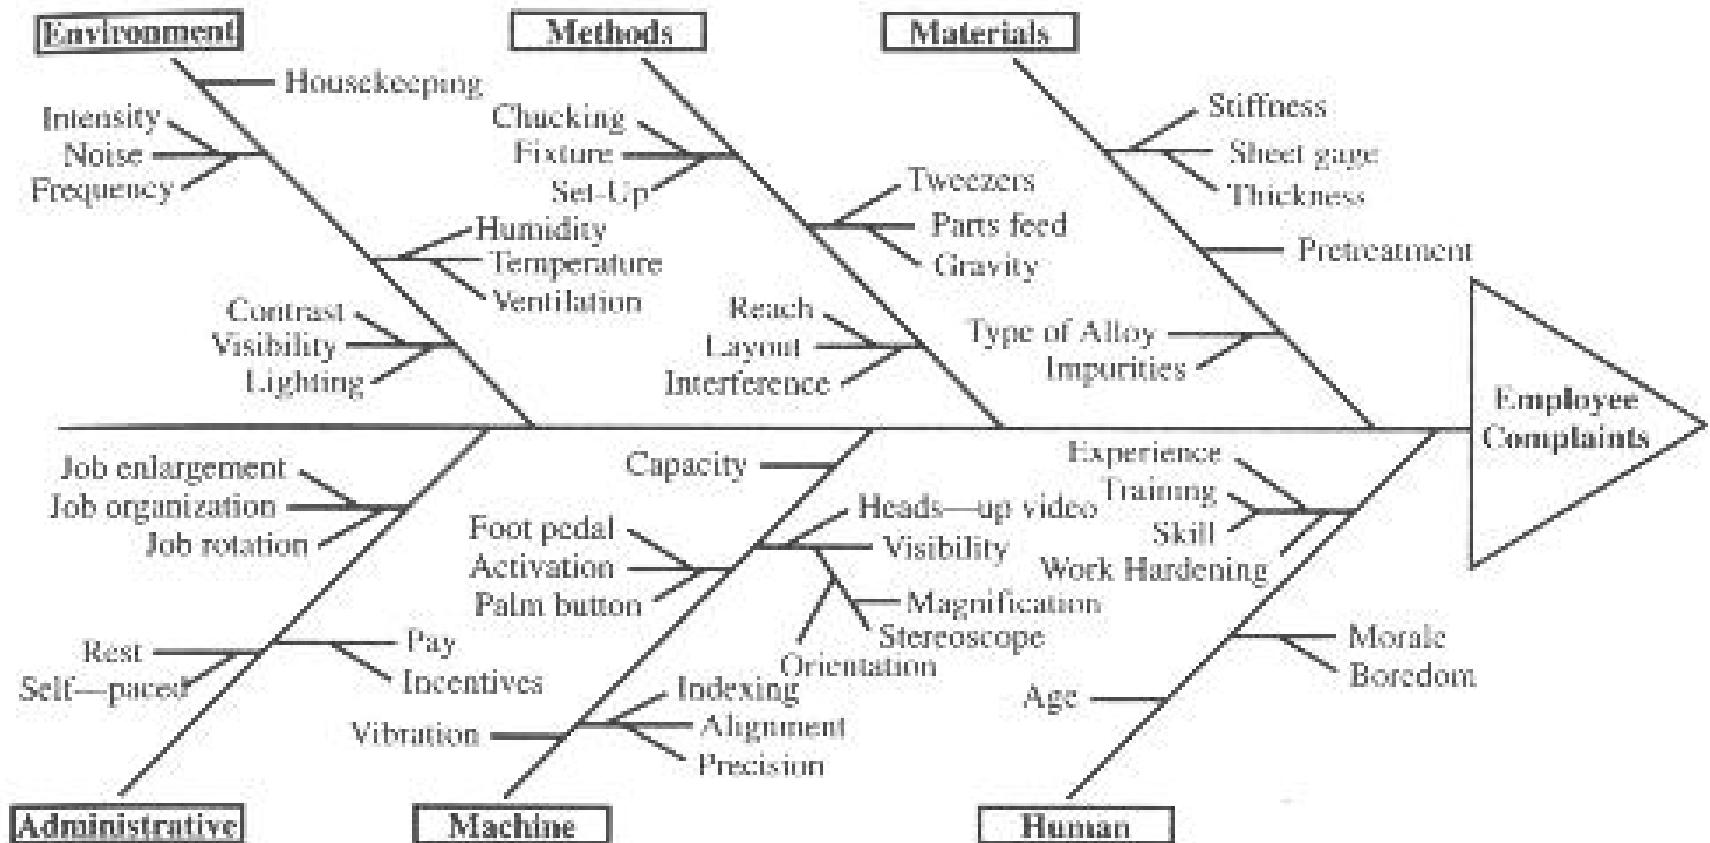 Environment
Methods
Materials
Housekeeping
Intensity
Noise
Frequency
Humidity
Temperature
Ventilation
Contrast
Visibility
Lighting
Chucking
Fixture
Set-Up
Tweezers
Parts feed
Gravity
Reach
Layout
Interference
Stiffness
Sheet gage
Thickness
Pretreatment
Type of Alloy
Impurities
Employee
Complaints
Job enlargement
Job organization
Job rotation
Rest
Self—paced
Pay
Incentives
Capacity
Foot pedal
Activation
Palm button
Heads—up video
Visibility
Magnification
Stereoscope
Orientation
Indexing
Alignment
Precision
Vibration
Experience
Training
Skill
Work Hardening
Morale
Boredom
Age
Administrative
Machine
Human